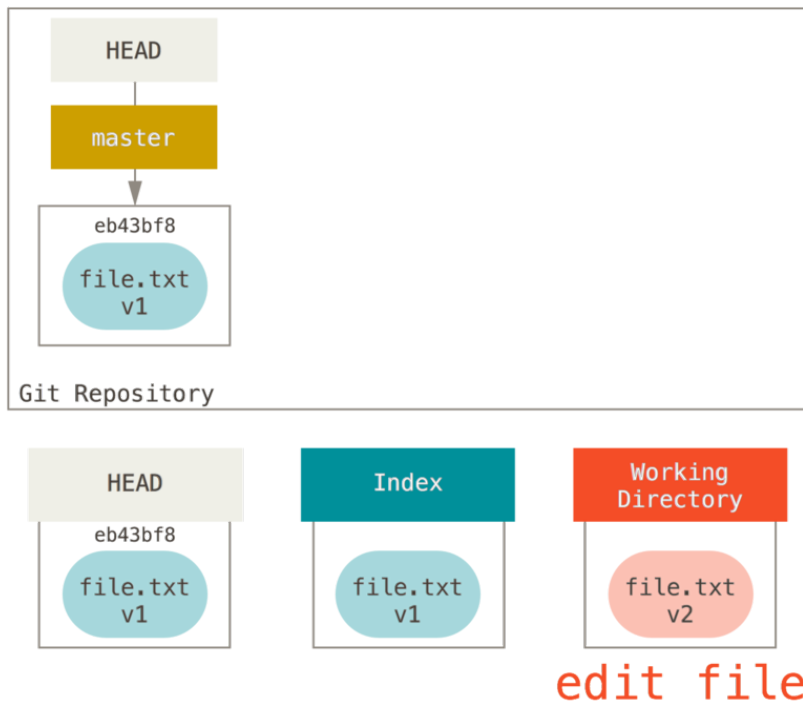 HEAD
master
eb43bf8
file.txt
v1
Git Repository
HEAD
eb43bf8
file.txt
v1
Index
file.txt
v1
Working
Directory
file.txt
v2
edit file